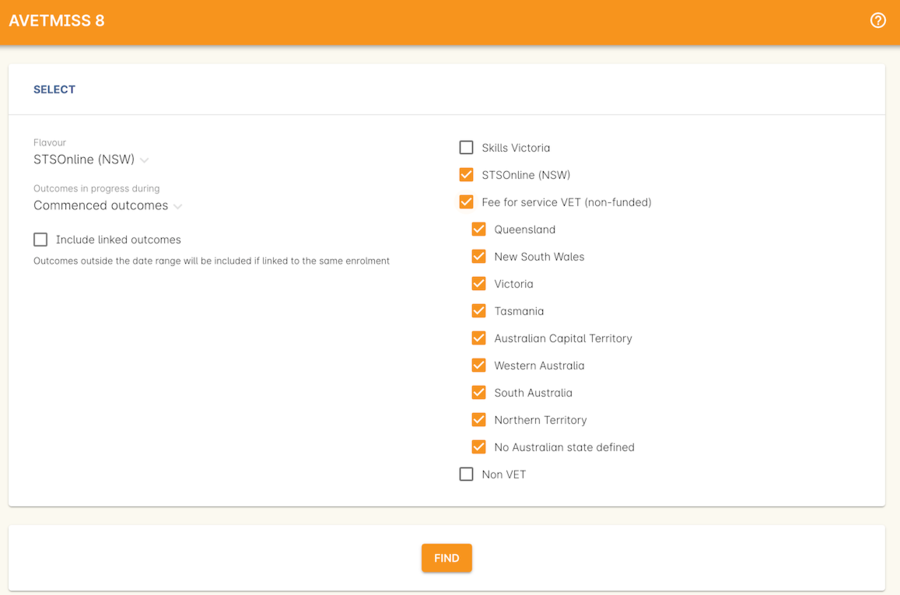 AVETMISS 8
SELECT
Flavour
STSOnline (NSW)
Outcomes in progress during
Commenced outcomes
Include linked outcomes
Outcomes outside the date range will be included if linked to the same enrolment
Skills Victoria
STSOnline (NSW)
Fee for service VET (non-funded)
Queensland
New South Wales
Victoria
Tasmania
Australian Capital Territory
Western Australia
South Australia
Northern Territory
No Australian state defined
Non VET
FIND